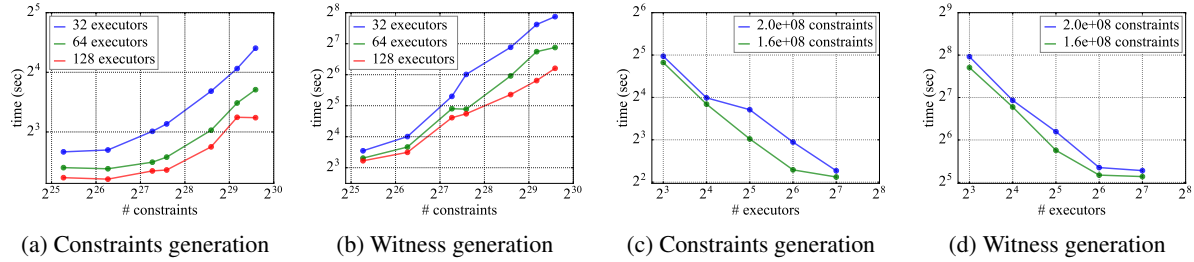 32 executors
64 executors
128 executors
2^5
2^4
2^3
time (sec)
2^25 2^26 2^27 2^28 2^29 2^30
# constraints
(a) Constraints generation
32 executors
64 executors
128 executors
2^8
2^7
2^6
2^5
2^4
2^3
time (sec)
2^25 2^26 2^27 2^28 2^29 2^30
# constraints
(b) Witness generation
2.0e+08 constraints
1.6e+08 constraints
2^6
2^5
2^4
2^3
2^2
time (sec)
2^3 2^4 2^5 2^6 2^7 2^8
# executors
(c) Constraints generation
2.0e+08 constraints
1.6e+08 constraints
2^9
2^8
2^7
2^6
2^5
time (sec)
2^3 2^4 2^5 2^6 2^7 2^8
# executors
(d) Witness generation